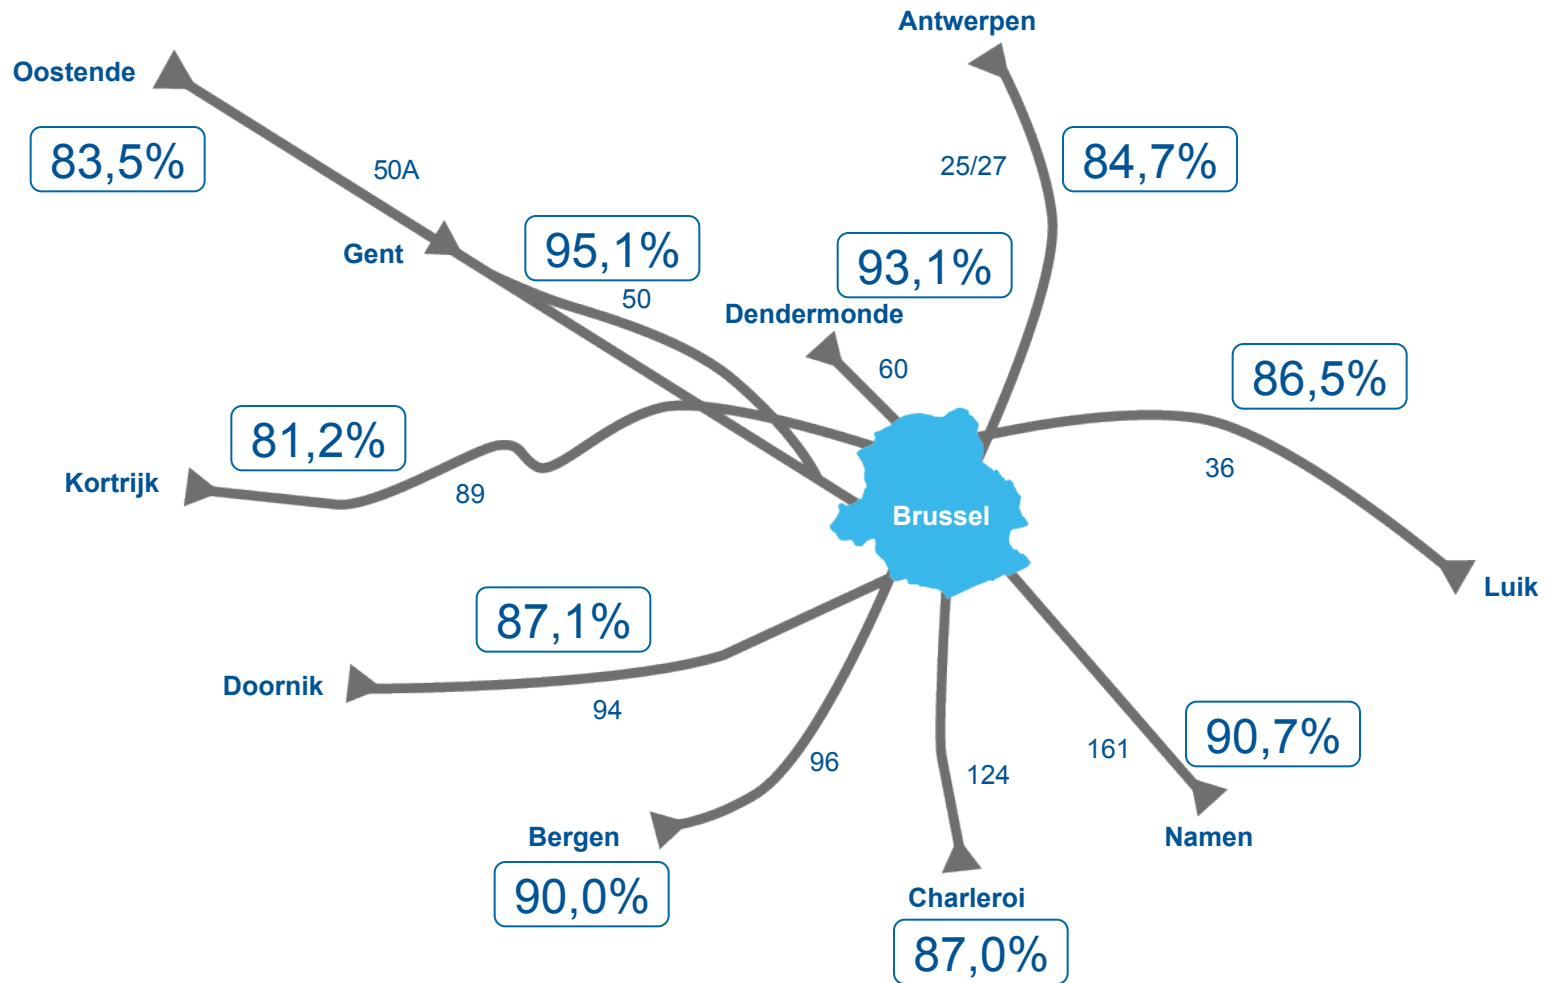 Antwerpen
Oostende
83,5%
50A
25/27
84,7%
Gent
95,1%
50
93,1%
Dendermonde
60
86,5%
36
81,2%
Kortrijk
89
Brussel
Luik
87,1%
Doornik
94
96
124
161
90,7%
Bergen
90,0%
Namen
Charleroi
87,0%